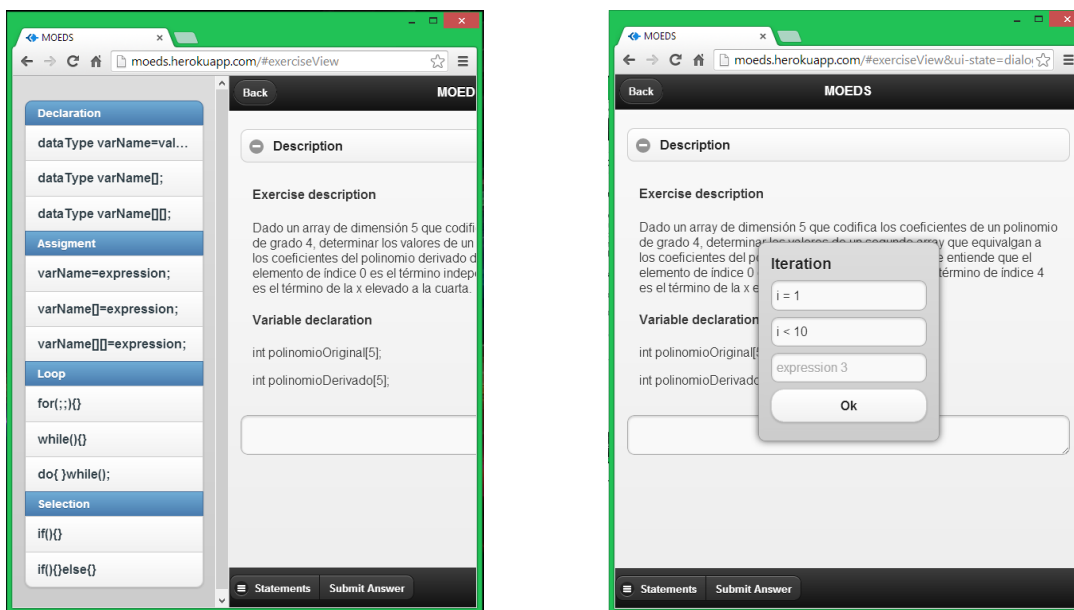 MOEDS
moeds.herokuapp.com/#exerciseView
Declaration
dataType varName=val...
dataType varName[];
dataType varName[][];
Assigment
varName=expression;
varName[]=expression;
varName[][]=expression;
Loop
for(;;){}
while(){}
do{ }while();
Selection
if(){}
if(){}else{}
Back
MOED
Description
Exercise description
Dado un array de dimensión 5 que codifi
de grado 4, determinar los valores de un
los coeficientes del polinomio derivado d
elemento de índice 0 es el término indep
es el término de la x elevado a la cuarta.
Variable declaration
int polinomioOriginal[5];
int polinomioDerivado[5];
Statements
Submit Answer
MOEDS
moeds.herokuapp.com/#exerciseView&ui-state=dialo
Back
MOEDS
Description
Exercise description
Dado un array de dimensión 5 que codifica los coeficientes de un polinomio
de grado 4, determinar los valores de un segundo array que equivalgan a
los coeficientes del p e entiende que el
elemento de índice 0 término de índice 4
es el término de la x e
Variable declaration
int polinomioOriginal[5
int polinomioDerivado
Iteration
i = 1
i < 10
expression 3
Ok
Statements
Submit Answer